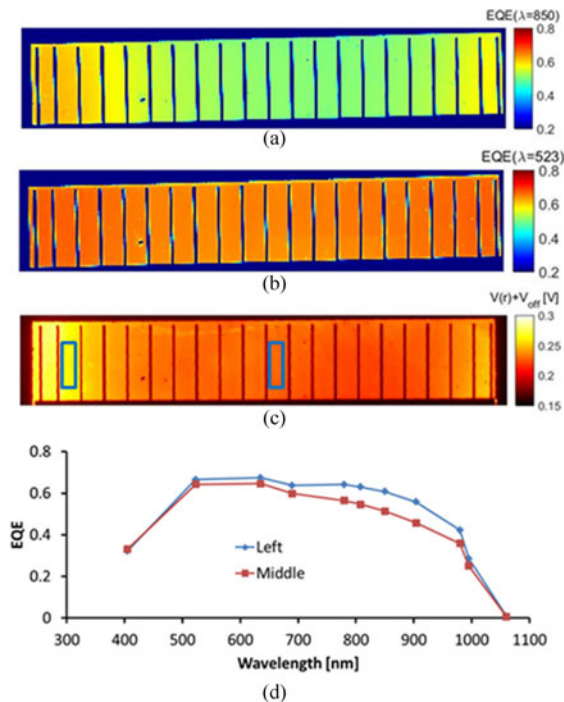 EQE(λ=850)
0.8
0.6
0.4
0.2
(a)
EQE(λ=523)
0.8
0.6
0.4
0.2
(b)
V(r)+Voff [V]
0.3
0.25
0.2
0.15
(c)
0.8
0.6
0.4
0.2
0
EQE
Left
Middle
300 400 500 600 700 800 900 1000 1100
Wavelength [nm]
(d)